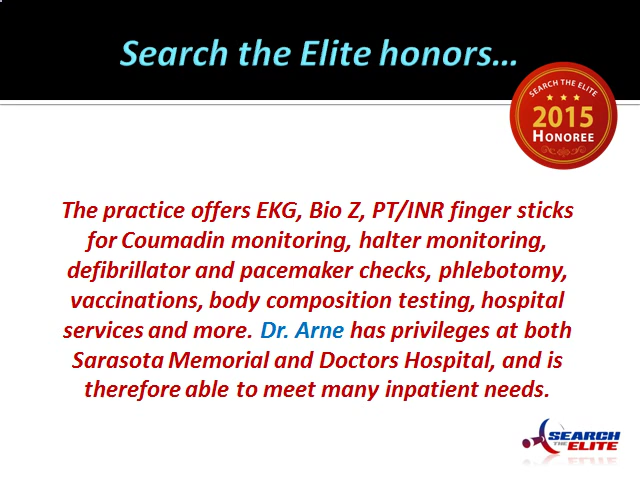 Search the Elite honors...
SEARCH THE ELITE
2015
HONOREE
The practice offers EKG, Bio Z, PT/INR finger sticks
for Coumadin monitoring, halter monitoring,
defibrillator and pacemaker checks, phlebotomy,
vaccinations, body composition testing, hospital
services and more. Dr. Arne has privileges at both
Sarasota Memorial and Doctors Hospital, and is
therefore able to meet many inpatient needs.
SEARCH
THE ELITE